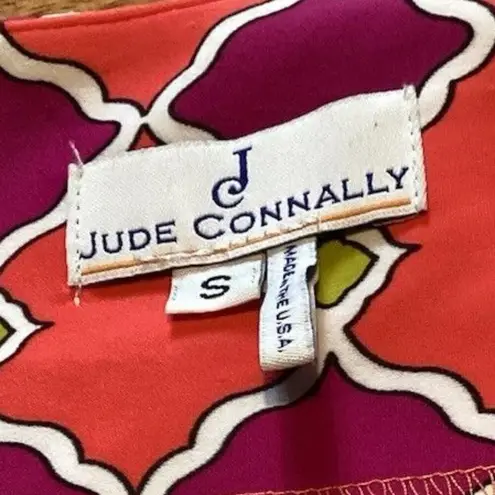 JC
JUDE CONNALLY
S
MADE IN THE U.S.A.